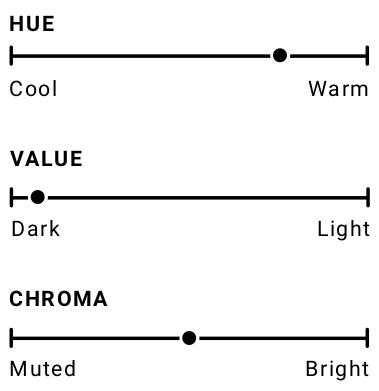 HUE
Cool Warm
VALUE
Dark Light
CHROMA
Muted Bright